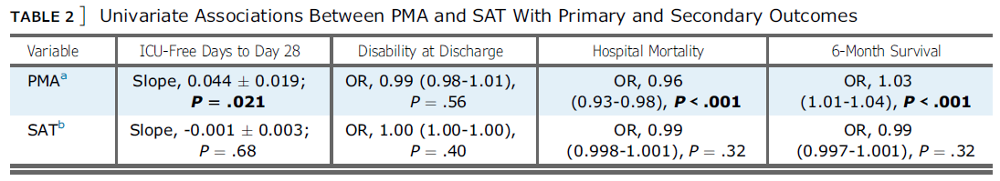 TABLE 2 ] Univariate Associations Between PMA and SAT With Primary and Secondary Outcomes
Variable ICU-Free Days to Day 28 Disability at Discharge Hospital Mortality 6-Month Survival
PMAa Slope, 0.044 ± 0.019; OR, 0.99 (0.98-1.01), OR, 0.96 OR, 1.03
P = .021 P = .56 (0.93-0.98), P < .001 (1.01-1.04), P < .001
SATb Slope, -0.001 ± 0.003; OR, 1.00 (1.00-1.00), OR, 0.99 OR, 0.99
P = .68 P = .40 (0.998-1.001), P = .32 (0.997-1.001), P = .32